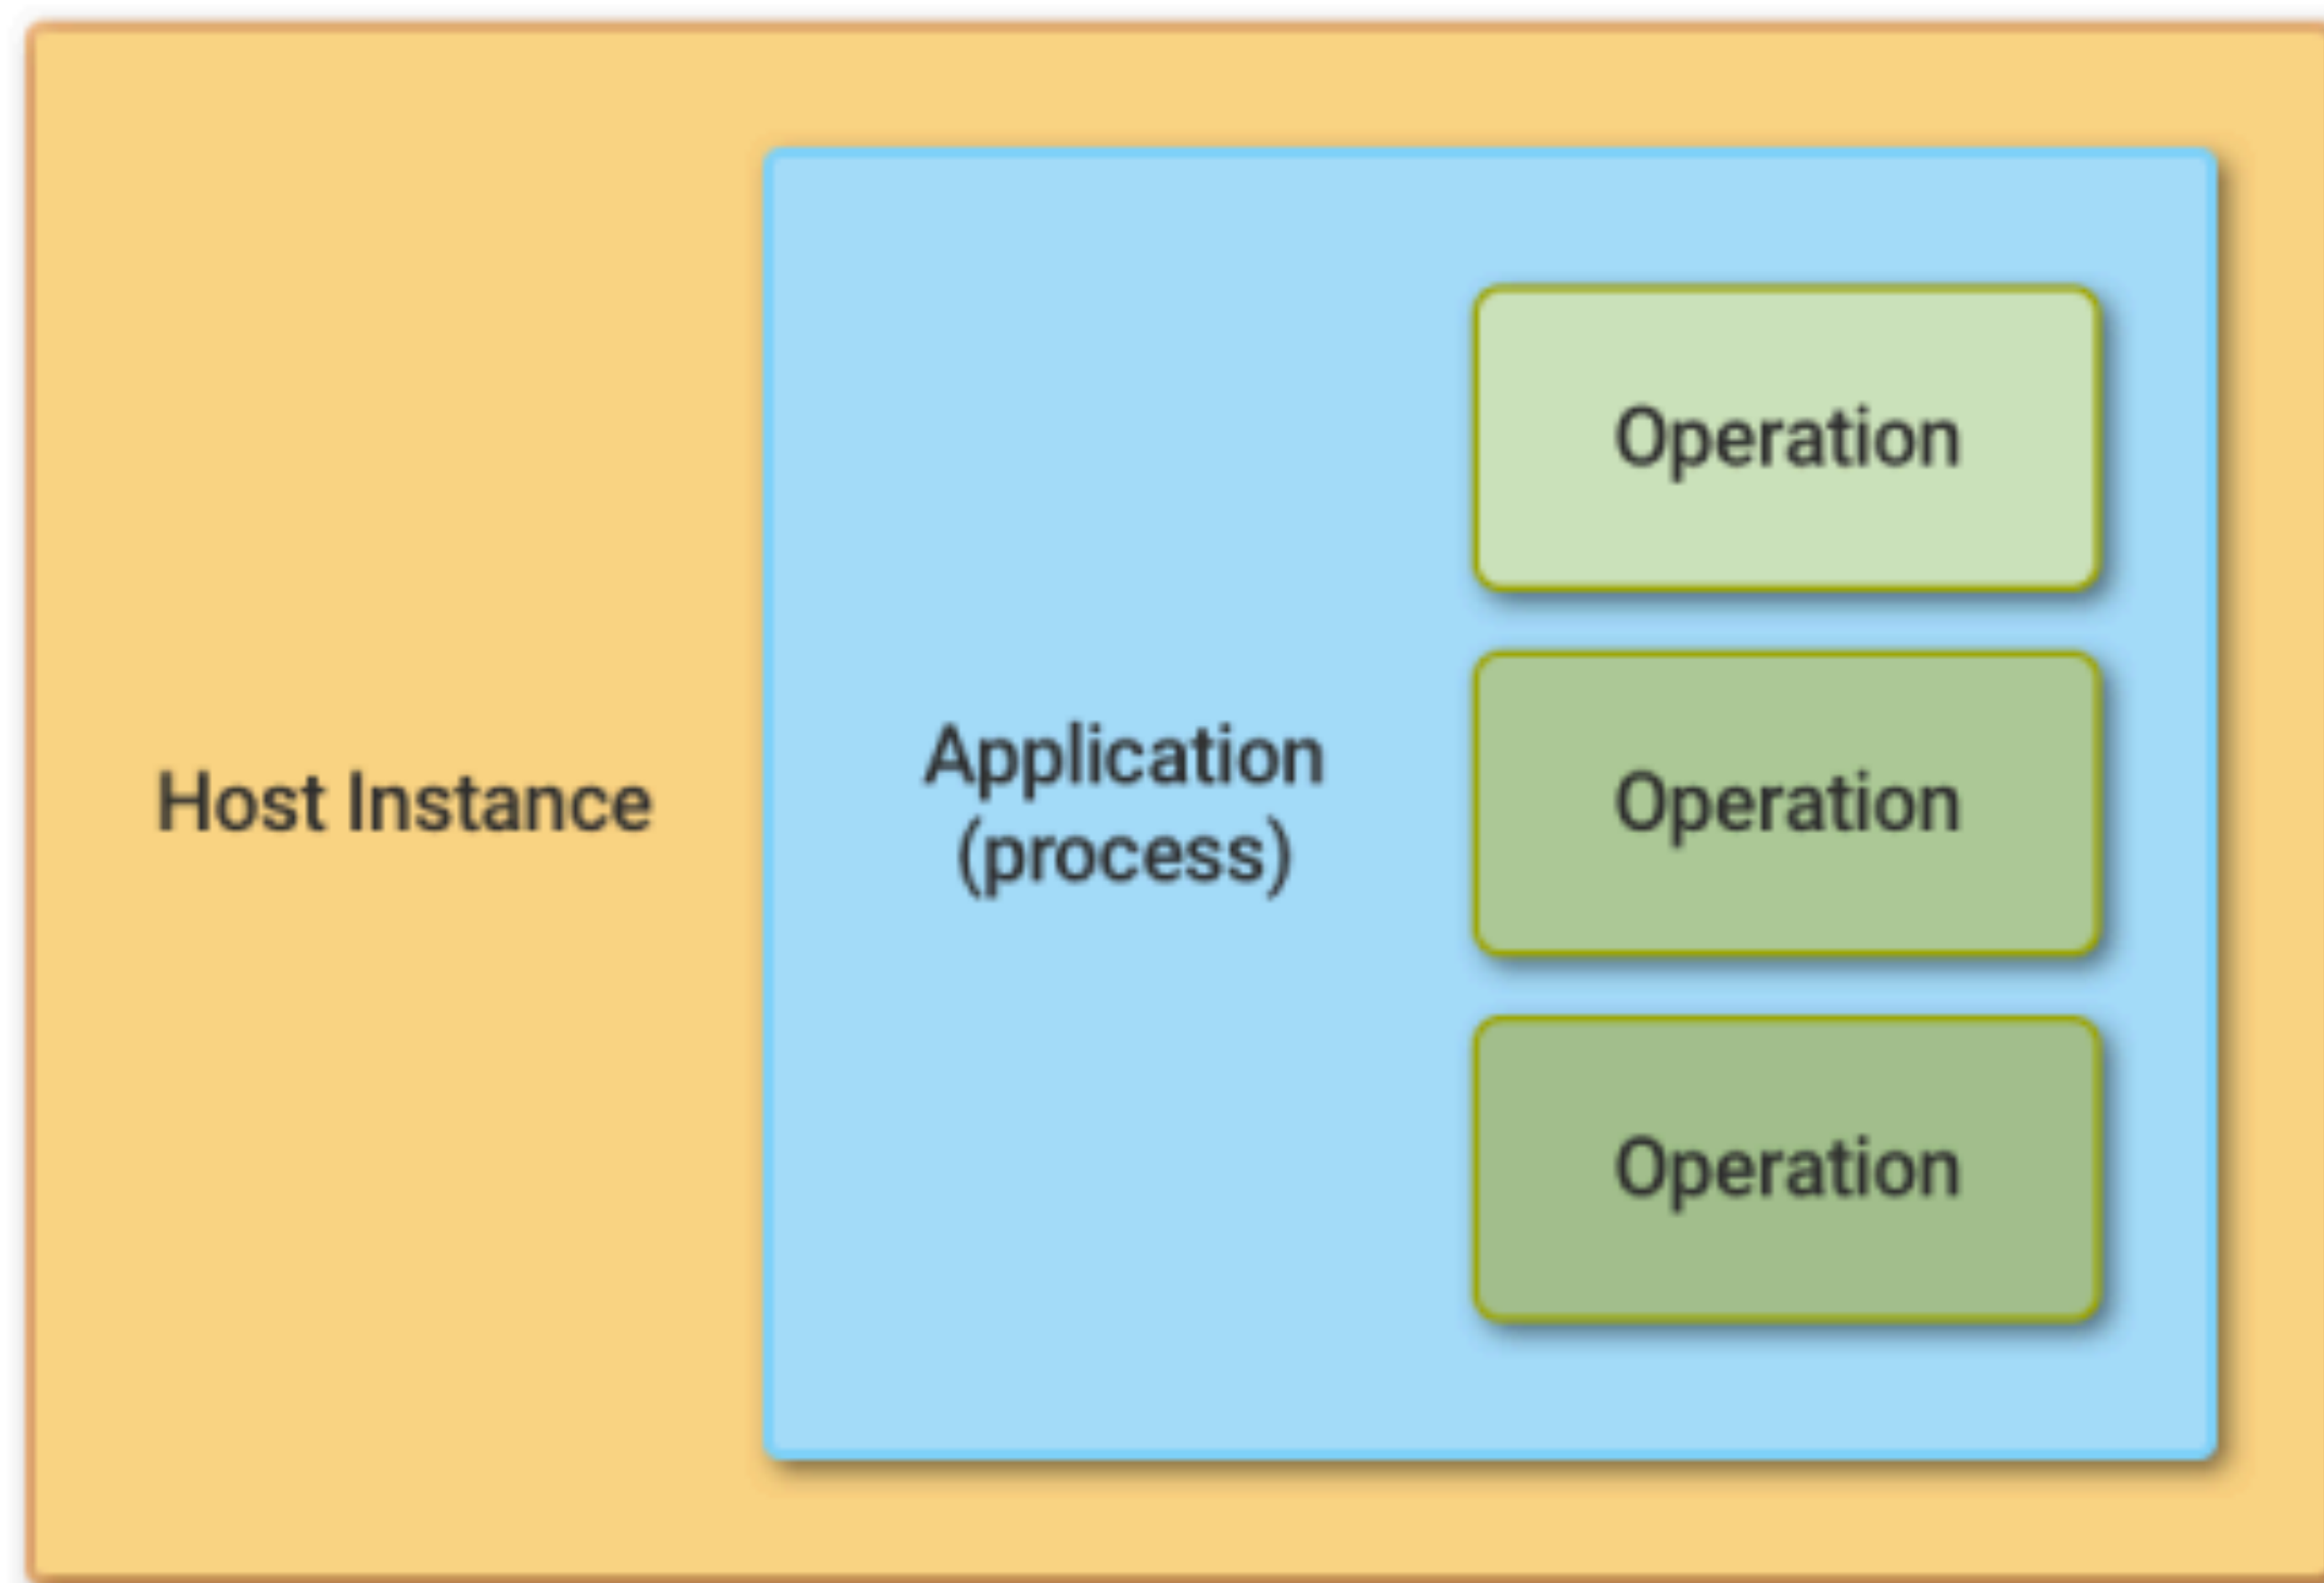 Host Instance
Application
(process)
Operation
Operation
Operation